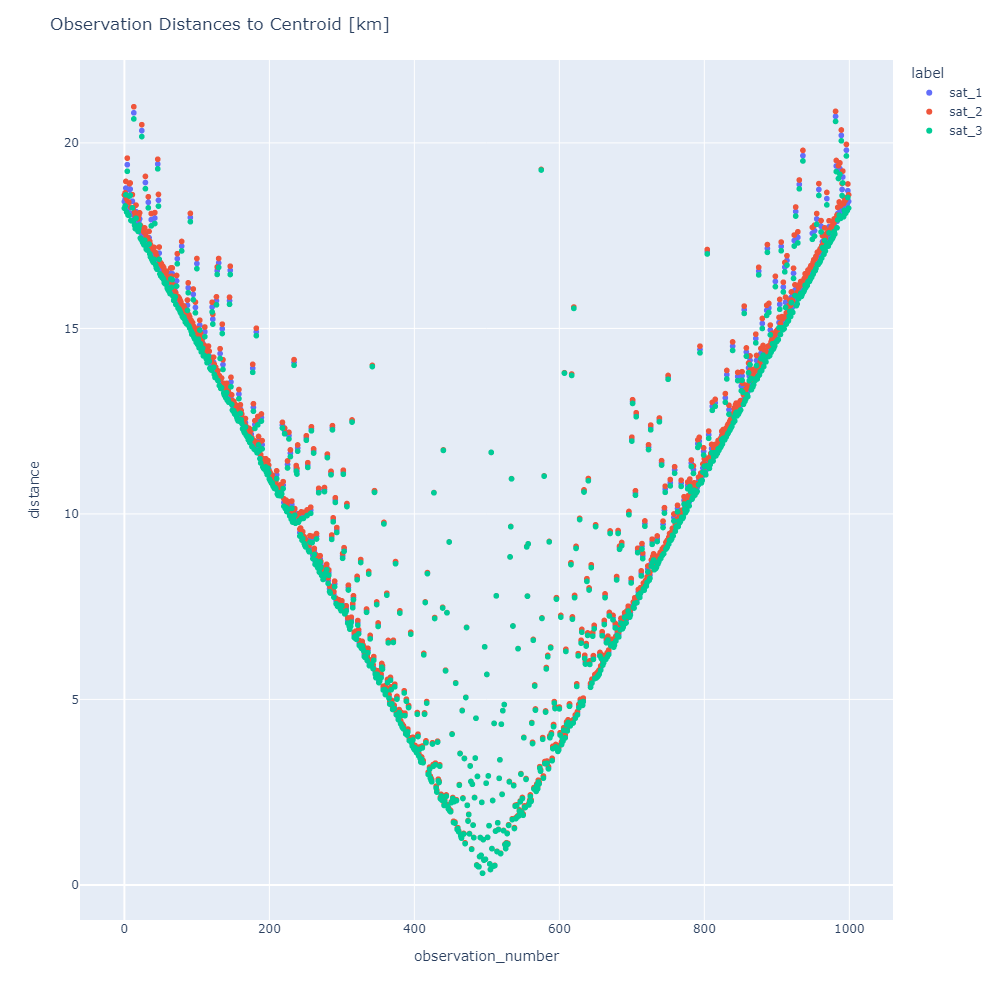 Observation Distances to Centroid [km]
label
sat_1
sat_2
sat_3
20
15
10
5
0
distance
0
200
400
600
800
1000
observation_number